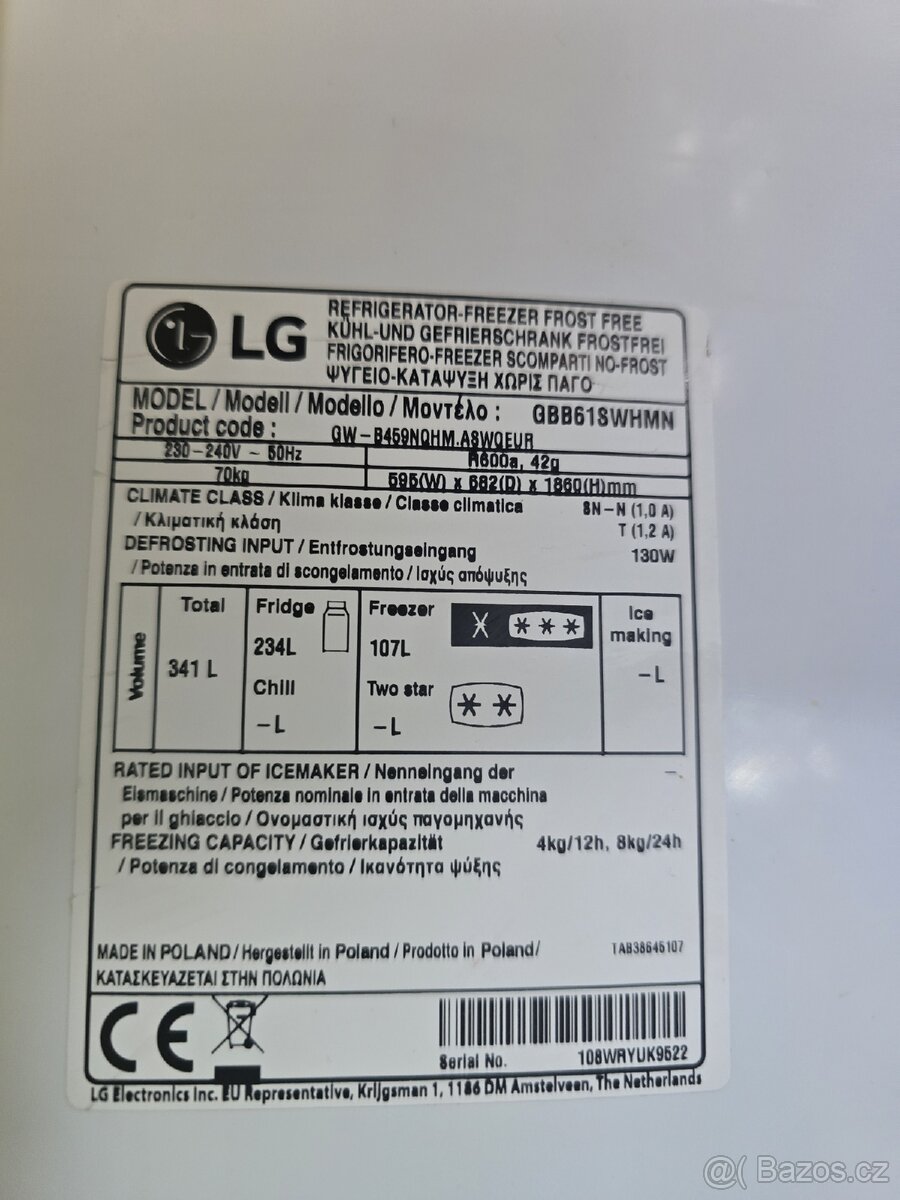 LG
REFRIGERATOR-FREEZER FROST FREE
KÜHL-UND GEFRIERSCHRANK FROSTFREI
FRIGORIFERO-FREEZER SCOMPARTI NO-FROST
ΨΥΓΕΙΟ-ΚΑΤΑΨΥΞΗ ΧΩΡΙΣ ΠΑΓΟ
MODEL / Modell / Modello / Μοντέλο : GBB61SWHMN
Product code : GW-B459NQHM.ASWQEUR
230-240V ~ 50Hz R600a, 42g
70kg 595(W) x 682(D) x 1860(H)mm
CLIMATE CLASS / Klima klasse / Classe climatica SN-N (1,0 A)
/ Κλιματική κλάση T (1,2 A)
DEFROSTING INPUT / Entfrostungseingang 130W
/ Potenza in entrata di scongelamento / Ισχύς απόψυξης
Volume
Total
341 L
Fridge
234L
Chill
-L
Freezer
107L
Two star
-L
Ice
making
-L
RATED INPUT OF ICEMAKER / Nenneingang der -
Eismaschine / Potenza nominale in entrata della macchina
per il ghiaccio / Ονομαστική ισχύς παγομηχανής
FREEZING CAPACITY / Gefrierkapazität 4kg/12h, 8kg/24h
/ Potenza di congelamento / Ικανότητα ψύξης
MADE IN POLAND / Hergestellt in Poland / Prodotto in Poland/ TAB38645107
ΚΑΤΑΣΚΕΥΑΖΕΤΑΙ ΣΤΗΝ ΠΟΛΩΝΙΑ
CE
Serial No. 108WRYUK9522
LG Electronics Inc. EU Representative, Krijgsman 1, 1186 DM Amstelveen, The Netherlands
@( Bazos.cz